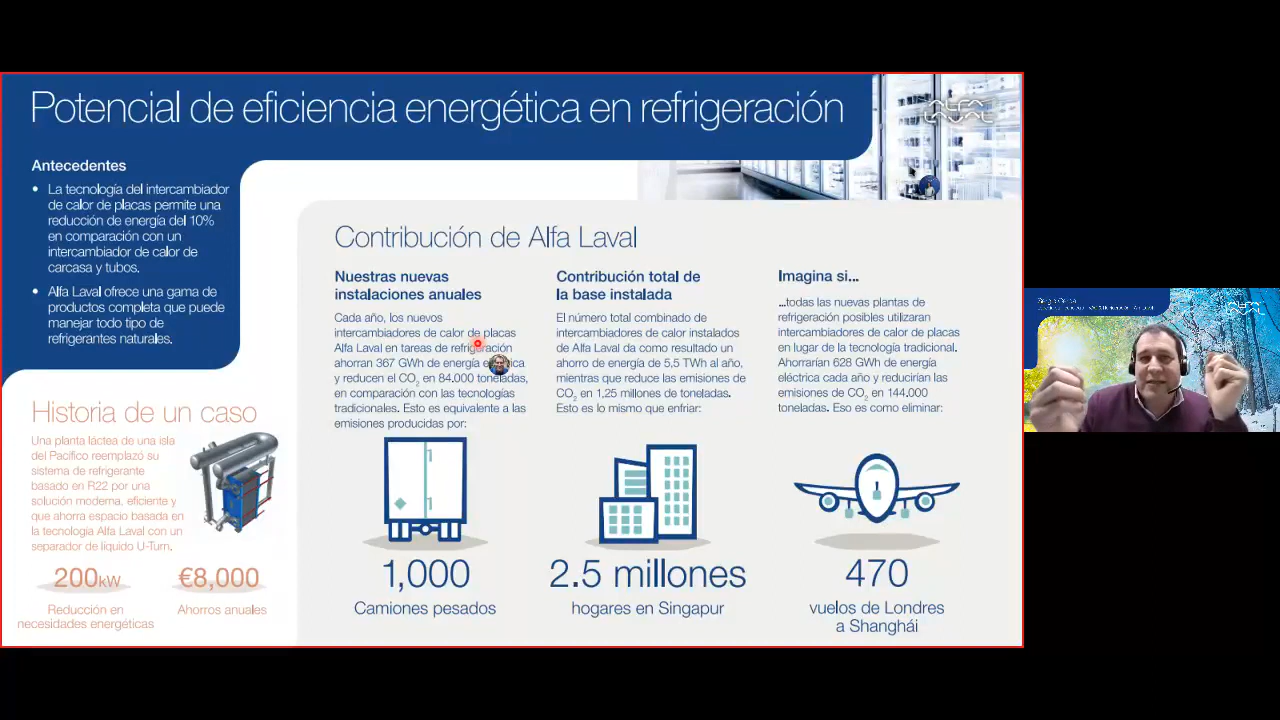 Potencial de eficiencia energética en refrigeración
ALFA
LAVAL
Antecedentes
• La tecnología del intercambiador
de calor de placas permite una
reducción de energía del 10%
en comparación con un
intercambiador de calor de
carcasa y tubos.
• Alfa Laval ofrece una gama de
productos completa que puede
manejar todo tipo de
refrigerantes naturales.
Historia de un caso
Una planta láctea de una isla
del Pacífico reemplazó su
sistema de refrigerante
basado en R22 por una
solución moderna, eficiente y
que ahorra espacio basada en
la tecnología Alfa Laval con un
separador de líquido U-Turn.
200kW
Reducción en
necesidades energéticas
€8,000
Ahorros anuales
Contribución de Alfa Laval
Nuestras nuevas
instalaciones anuales
Cada año, los nuevos
intercambiadores de calor de placas
Alfa Laval en tareas de refrigeración
ahorran 367 GWh de energía
y reducen el CO₂ en 84.000 toneladas,
en comparación con las tecnologías
tradicionales. Esto es equivalente a las
emisiones producidas por:
1,000
Camiones pesados
Contribución total de
la base instalada
El número total combinado de
intercambiadores de calor instalados
de Alfa Laval da como resultado un
ahorro de energía de 5,5 TWh al año,
mientras que reduce las emisiones de
CO₂ en 1,25 millones de toneladas.
Esto es lo mismo que enfriar:
2.5 millones
hogares en Singapur
Imagina si...
...todas las nuevas plantas de
refrigeración posibles utilizaran
intercambiadores de calor de placas
en lugar de la tecnología tradicional.
Ahorrarían 628 GWh de energía
eléctrica cada año y reducirían las
emisiones de CO₂ en 144.000
toneladas. Eso es como eliminar:
470
vuelos de Londres
a Shanghái